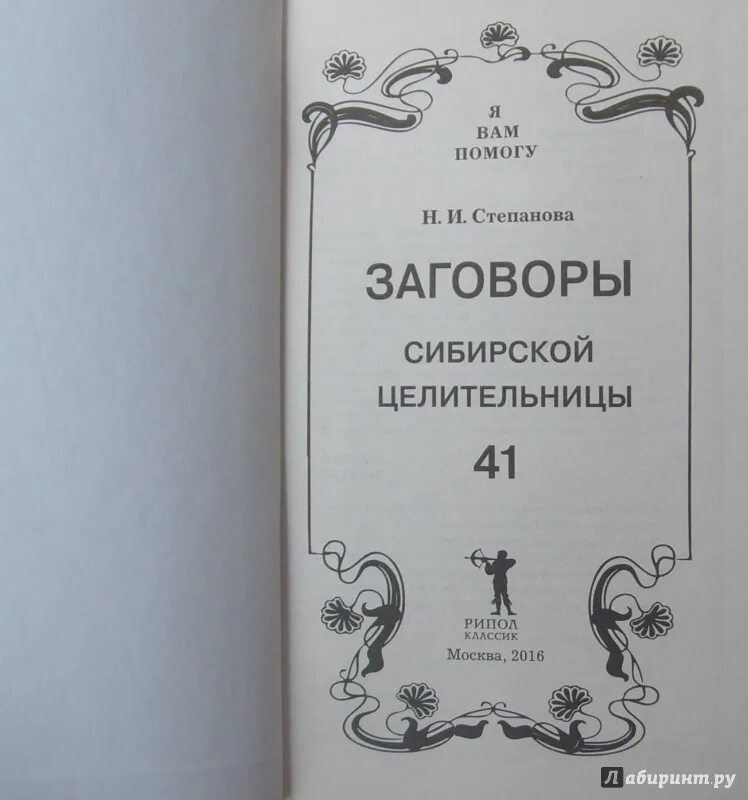 Я
ВАМ
ПОМОГУ
Н. И. Степанова
ЗАГОВОРЫ
СИБИРСКОЙ
ЦЕЛИТЕЛЬНИЦЫ
41
РИПОЛ
КЛАССИК
Москва, 2016
Лабиринт.ру